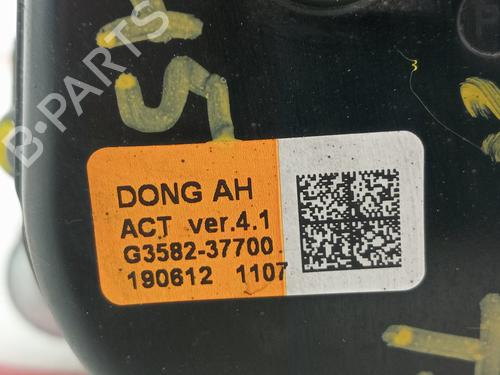 B-PARTS
DONG AH
ACT ver.4.1
G3582-37700
190612 1107